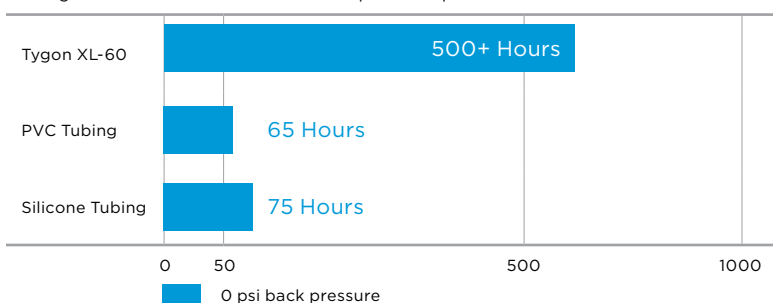 Tygon XL-60
500+ Hours
PVC Tubing
65 Hours
Silicone Tubing
75 Hours
0 50 500 1000
0 psi back pressure